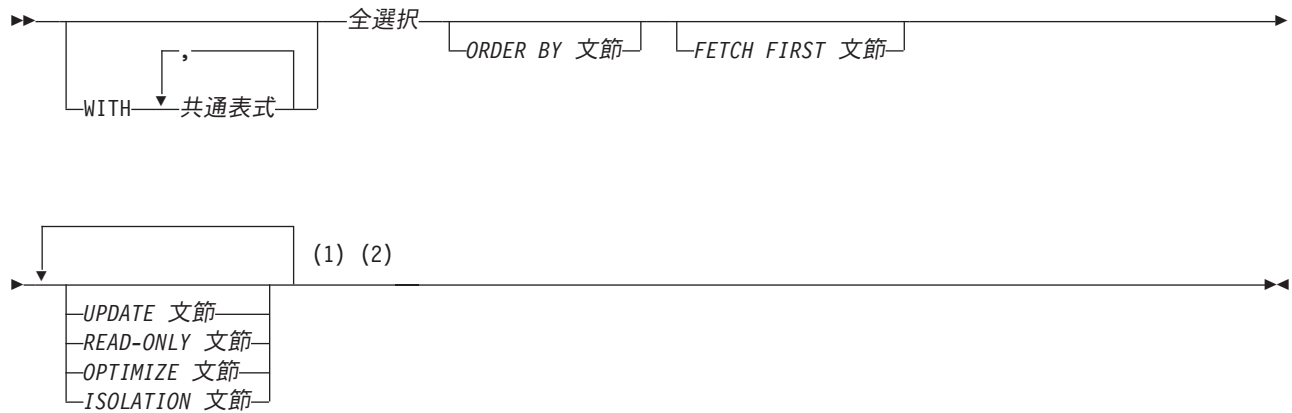 全選択
ORDER BY 文節
FETCH FIRST 文節
,
WITH 共通表式
(1) (2)
UPDATE 文節
READ-ONLY 文節
OPTIMIZE 文節
ISOLATION 文節